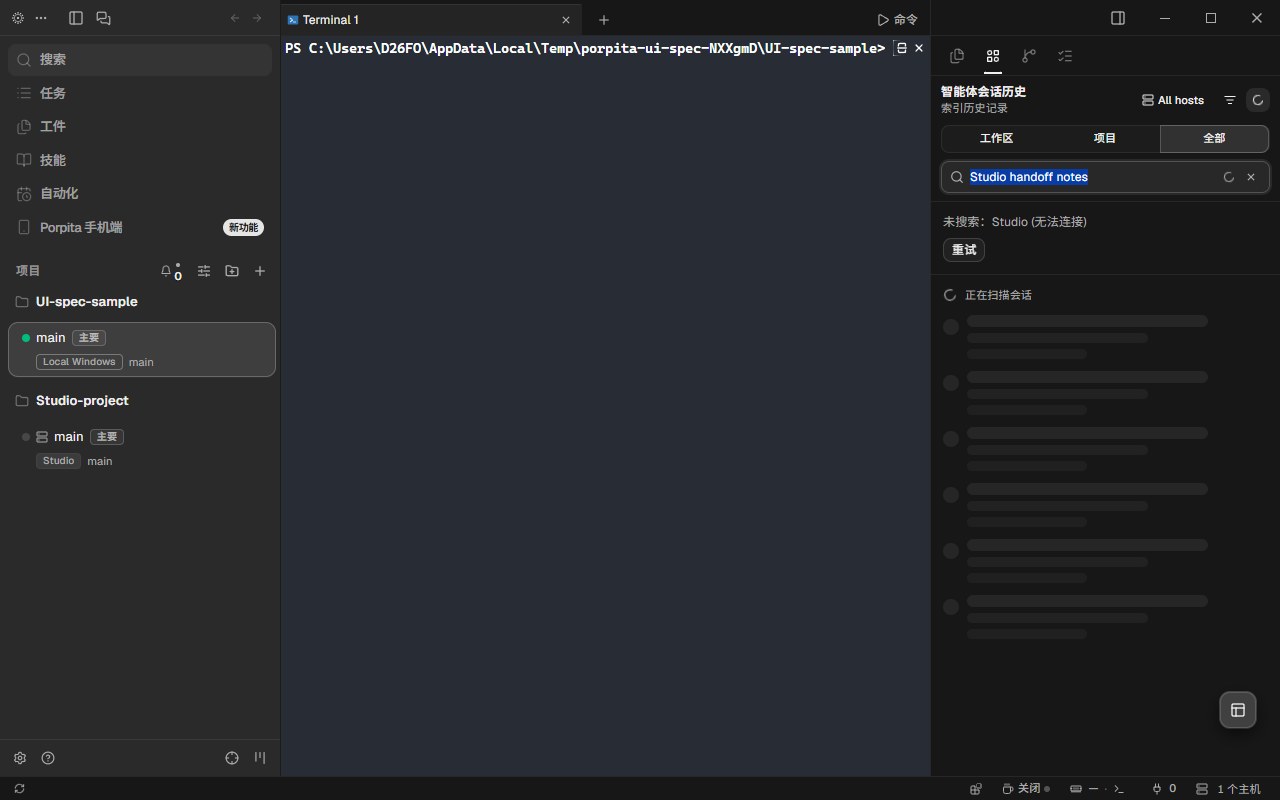 搜索
任务
工件
技能
自动化
Porpita 手机端 新功能
项目 0
UI-spec-sample
main 主要
Local Windows main
Studio-project
main 主要
Studio main
Terminal 1
命令
PS C:\Users\D26FO\AppData\Local\Temp\porpita-ui-spec-NXXgmD\UI-spec-sample>
智能体会话历史
索引历史记录
All hosts
工作区 项目 全部
Studio handoff notes
未搜索：Studio (无法连接)
重试
正在扫描会话
关闭 0 1 个主机